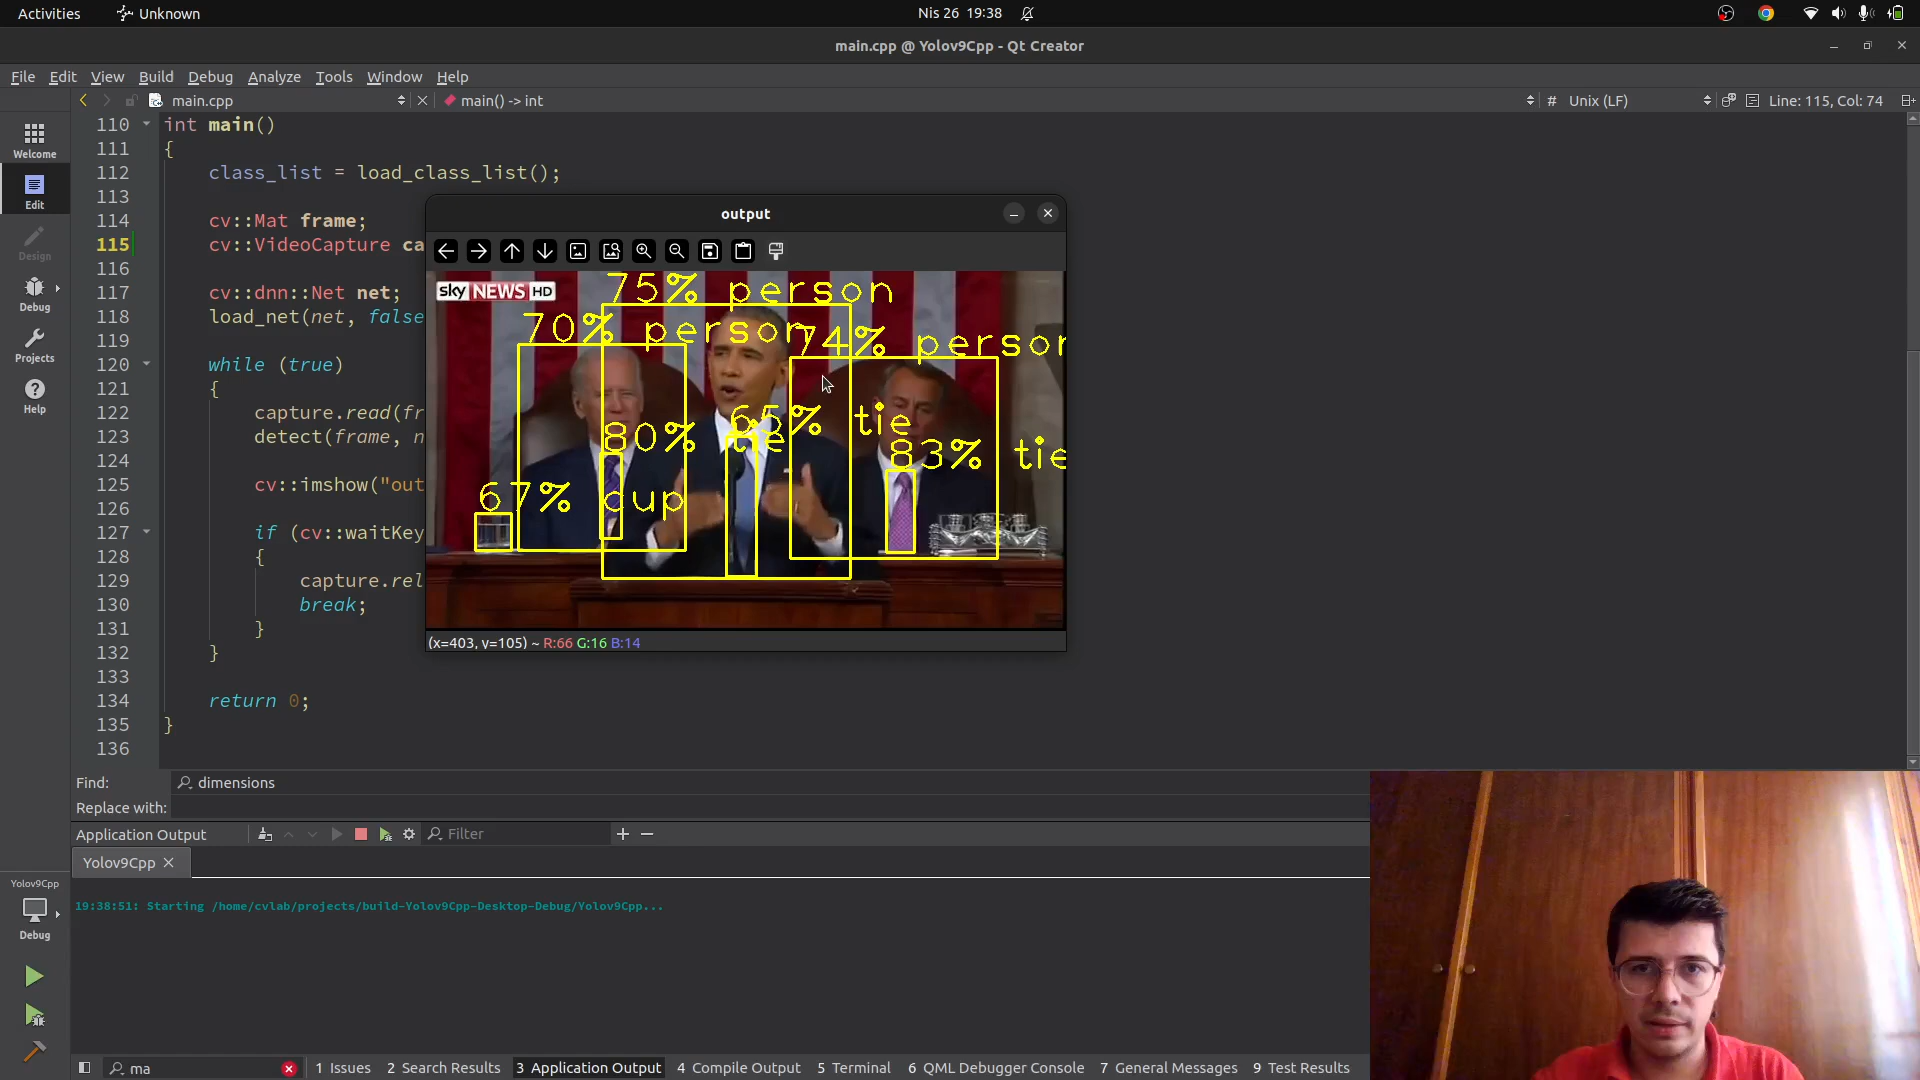 Activities Unknown Nis 26 19:38
main.cpp @ Yolov9Cpp - Qt Creator
File Edit View Build Debug Analyze Tools Window Help
main.cpp main() -> int # Unix (LF) Line: 115, Col: 74
110 int main()
111 {
112 class_list = load_class_list();
113
114 cv::Mat frame;
115 cv::VideoCapture ca
116
117 cv::dnn::Net net;
118 load_net(net, false
119
120 while (true)
121 {
122 capture.read(fr
123 detect(frame, n
124
125 cv::imshow("out
126
127 if (cv::waitKey
128 {
129 capture.rel
130 break;
131 }
132 }
133
134 return 0;
135 }
136
Welcome
Edit
Design
Debug
Projects
Help
output
sky NEWS HD
75% person
70% person
74% person
65% tie
80% tie
83% tie
67% cup
(x=403, y=105) ~ R:66 G:16 B:14
Find: dimensions
Replace with:
Application Output Filter
Yolov9Cpp
19:38:51: Starting /home/cvlab/projects/build-Yolov9Cpp-Desktop-Debug/Yolov9Cpp...
Yolov9Cpp
Debug
ma 1 Issues 2 Search Results 3 Application Output 4 Compile Output 5 Terminal 6 QML Debugger Console 7 General Messages 9 Test Results